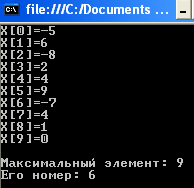 file:///C:/Documents ...
X[0]=-5
X[1]=6
X[2]=-8
X[3]=2
X[4]=4
X[5]=9
X[6]=-7
X[7]=4
X[8]=1
X[9]=0
Максимальный элемент: 9
Его номер: 6